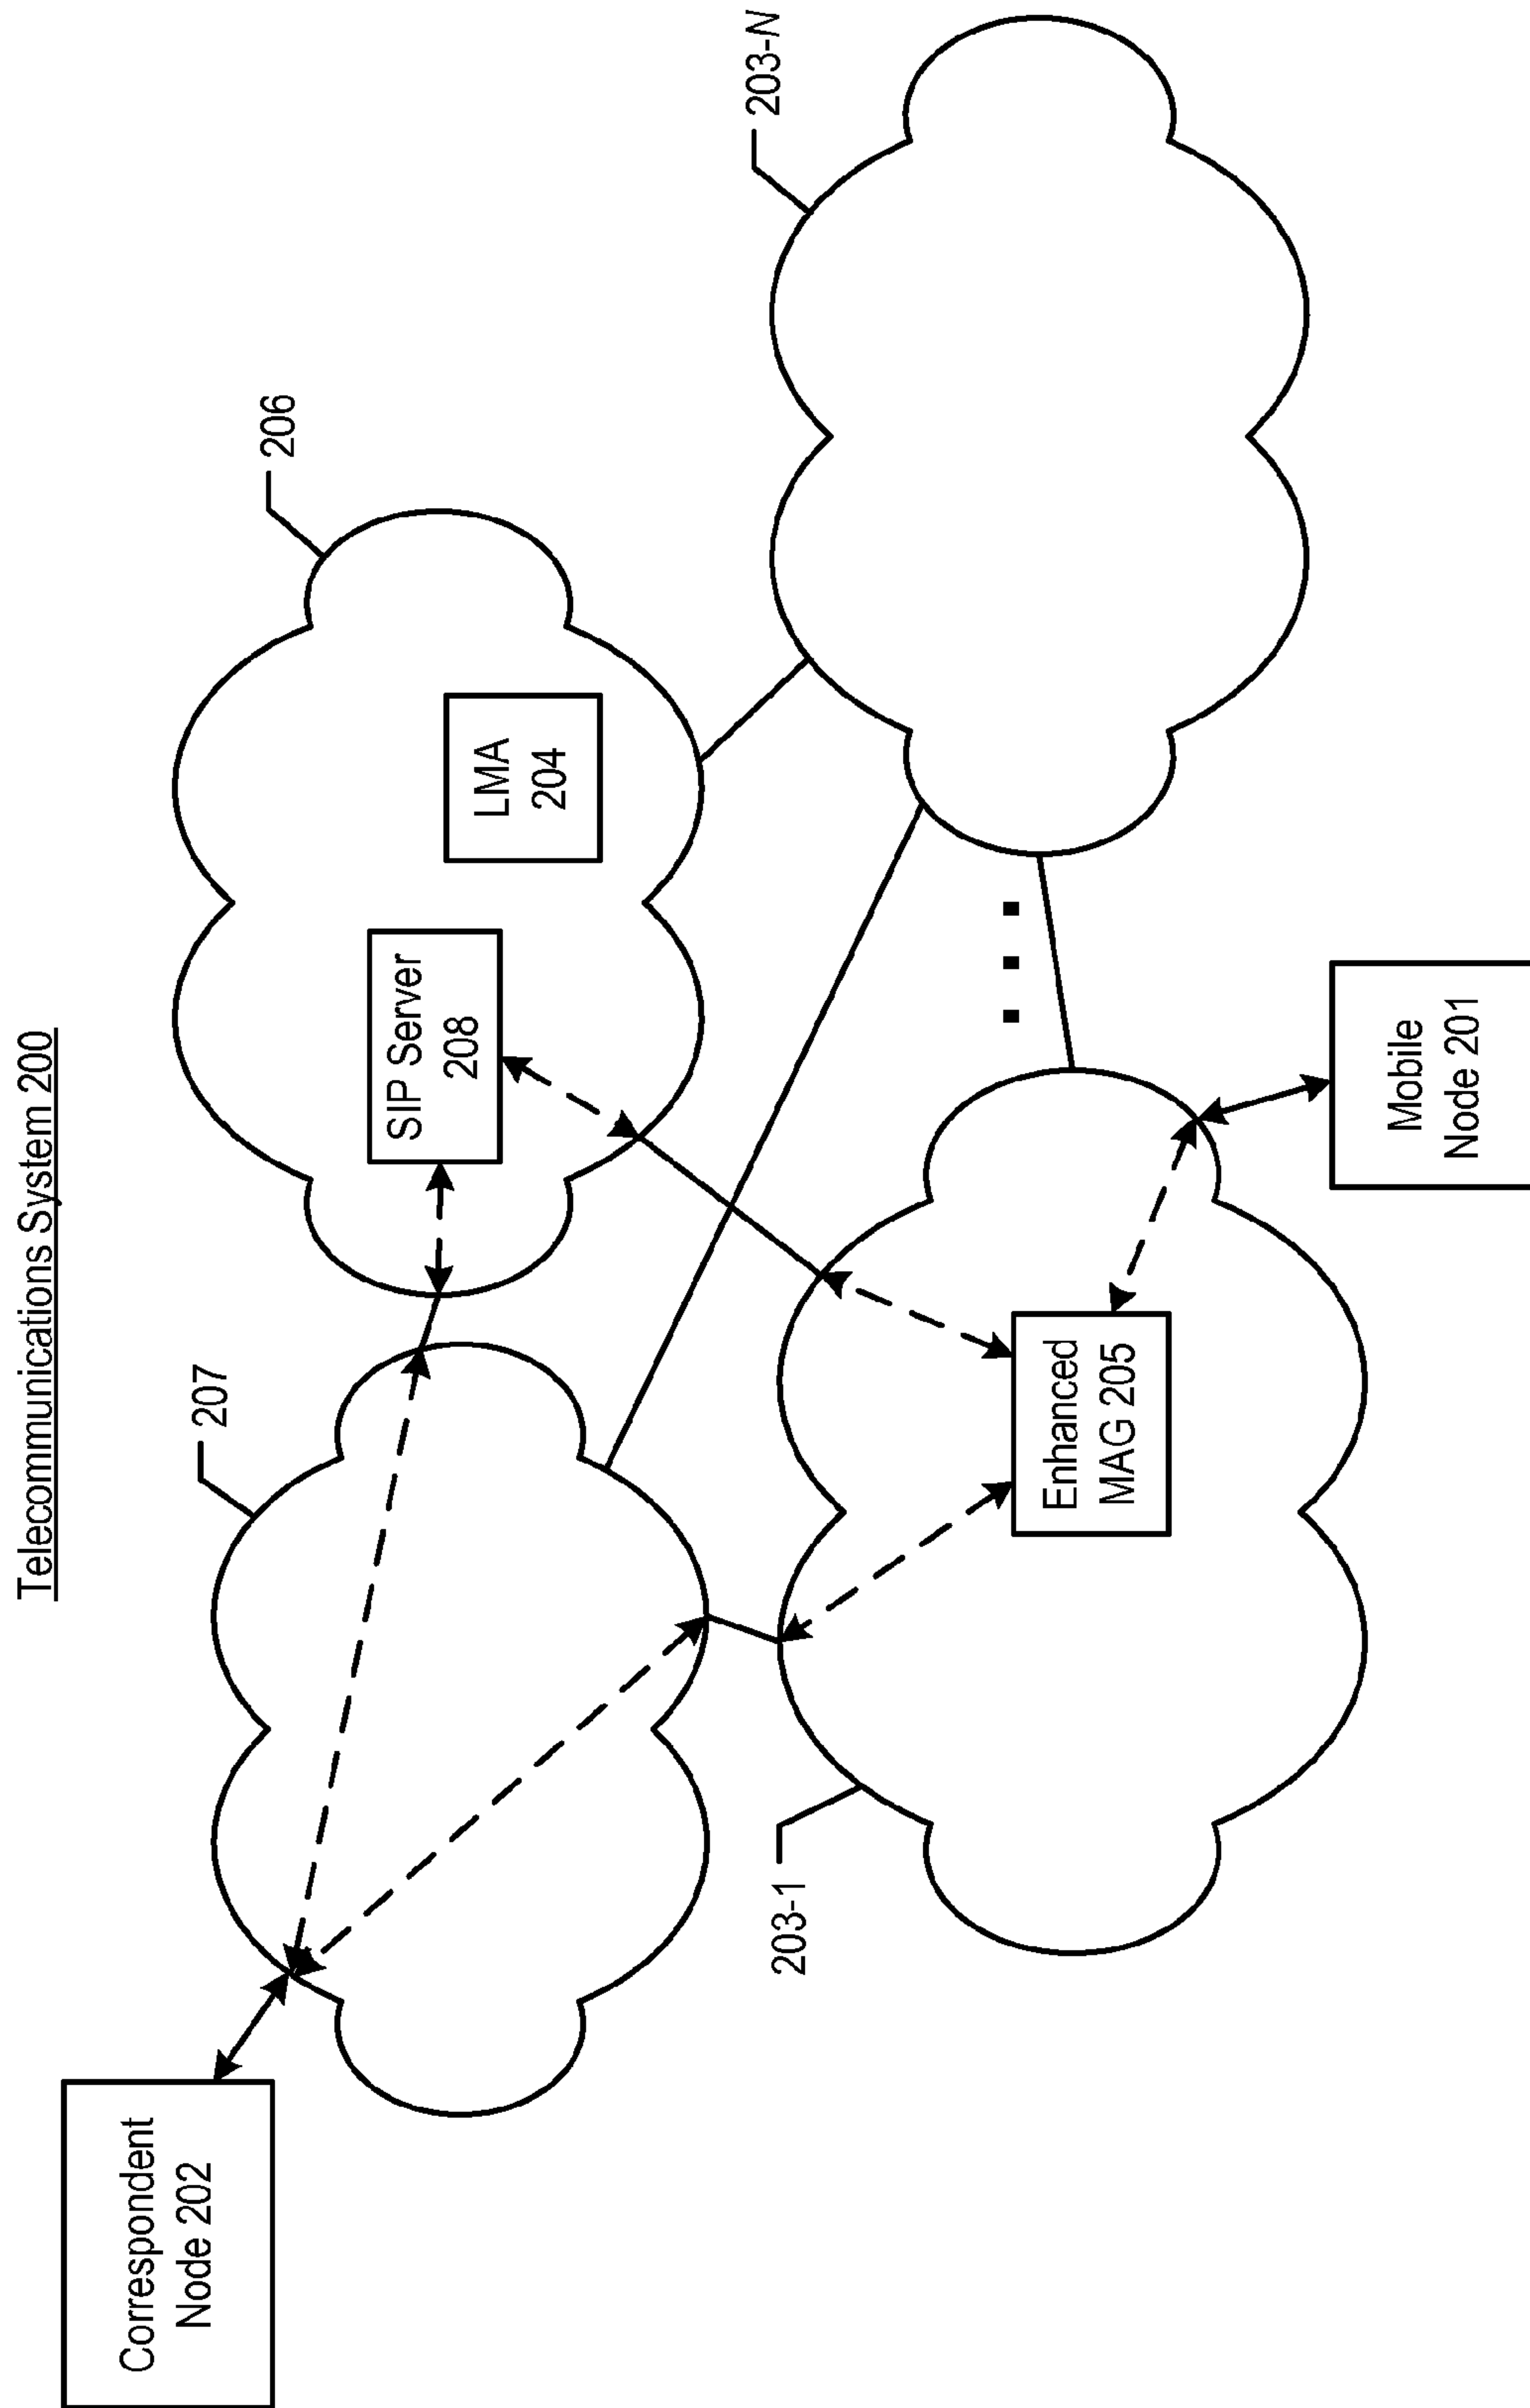 Telecommunications System 200
Correspondent
Node 202
207
206
SIP Server
208
LMA
204
203-1
203-N
Enhanced
MAG 205
Mobile
Node 201